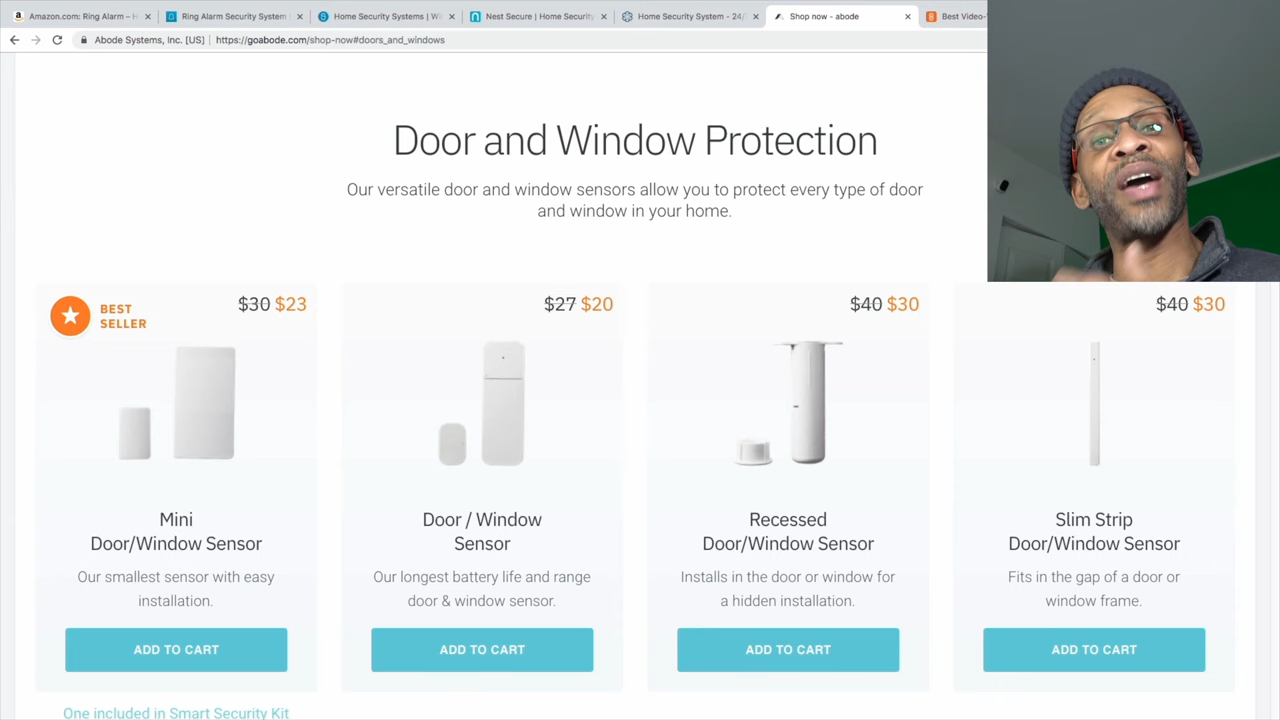 Amazon.com: Ring Alarm – H
Ring Alarm Security System
Home Security Systems | Wi
Nest Secure | Home Security
Home Security System - 24/7
Shop now - abode
Best Video-
Abode Systems, Inc. [US] | https://goabode.com/shop-now#doors_and_windows
Door and Window Protection
Our versatile door and window sensors allow you to protect every type of door
and window in your home.
BEST
SELLER
$30 $23
Mini
Door/Window Sensor
Our smallest sensor with easy
installation.
ADD TO CART
One included in Smart Security Kit
$27 $20
Door / Window
Sensor
Our longest battery life and range
door & window sensor.
ADD TO CART
$40 $30
Recessed
Door/Window Sensor
Installs in the door or window for
a hidden installation.
ADD TO CART
$40 $30
Slim Strip
Door/Window Sensor
Fits in the gap of a door or
window frame.
ADD TO CART